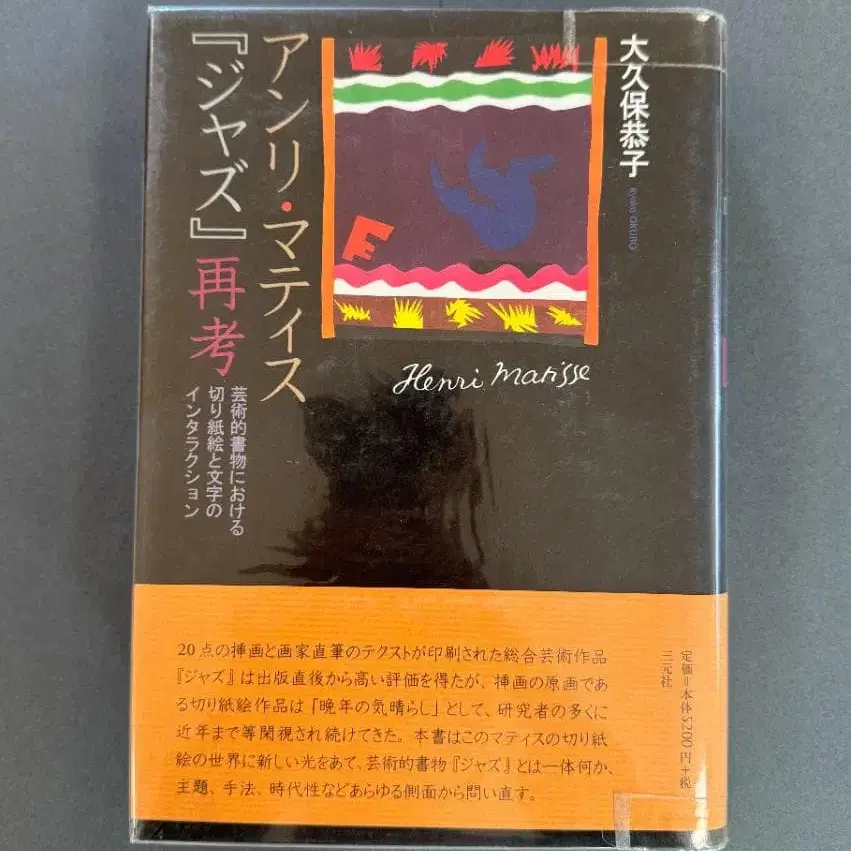 大久保恭子
Kyoko OKUBO
アンリ・マティス
『ジャズ』再考
芸術的書物における
切り紙絵と文字の
インタラクション
Henri Matisse
20点の挿画と画家直筆のテクストが印刷された総合芸術作品
『ジャズ』は出版直後から高い評価を得たが、挿画の原画であ
る切り紙絵作品は「晩年の気晴らし」として、研究者の多くに
近年まで等閑視され続けてきた。本書はこのマティスの切り紙
絵の世界に新しい光をあて、芸術的書物『ジャズ』とは一体何か、
主題、手法、時代性などあらゆる側面から問い直す。
定価=本体5200円+税
三元社